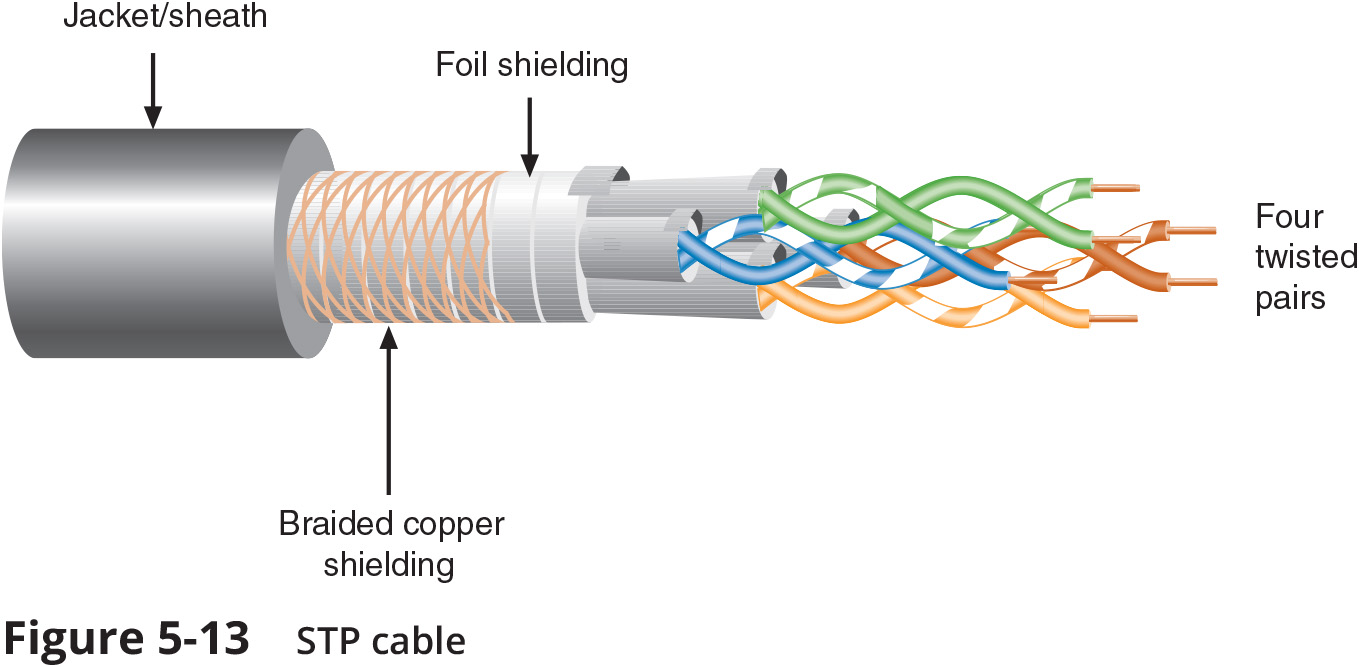 Jacket/sheath
Foil shielding
Four
twisted
pairs
Braided copper
shielding
Figure 5-13 STP cable